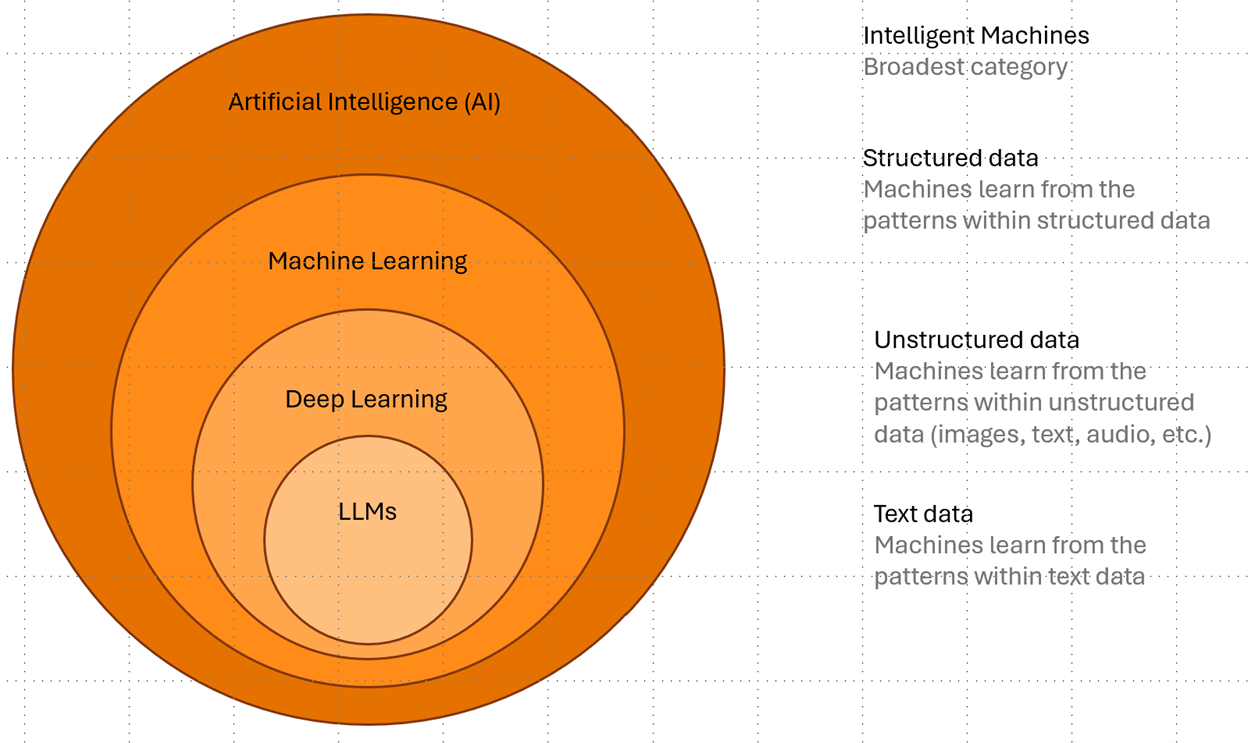 Artificial Intelligence (AI)
Machine Learning
Deep Learning
LLMs
Intelligent Machines
Broadest category
Structured data
Machines learn from the
patterns within structured data
Unstructured data
Machines learn from the
patterns within unstructured
data (images, text, audio, etc.)
Text data
Machines learn from the
patterns within text data